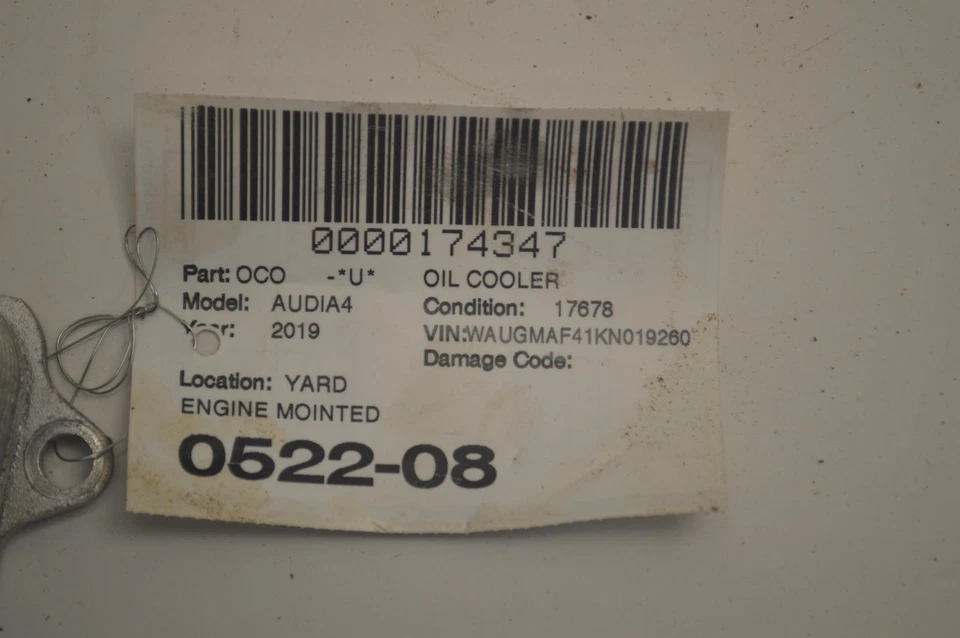 0000174347
Part: OCO -*U* OIL COOLER
Model: AUDIA4 Condition: 17678
Year: 2019 VIN:WAUGMAF41KN019260
Damage Code:
Location: YARD
ENGINE MOINTED
0522-08